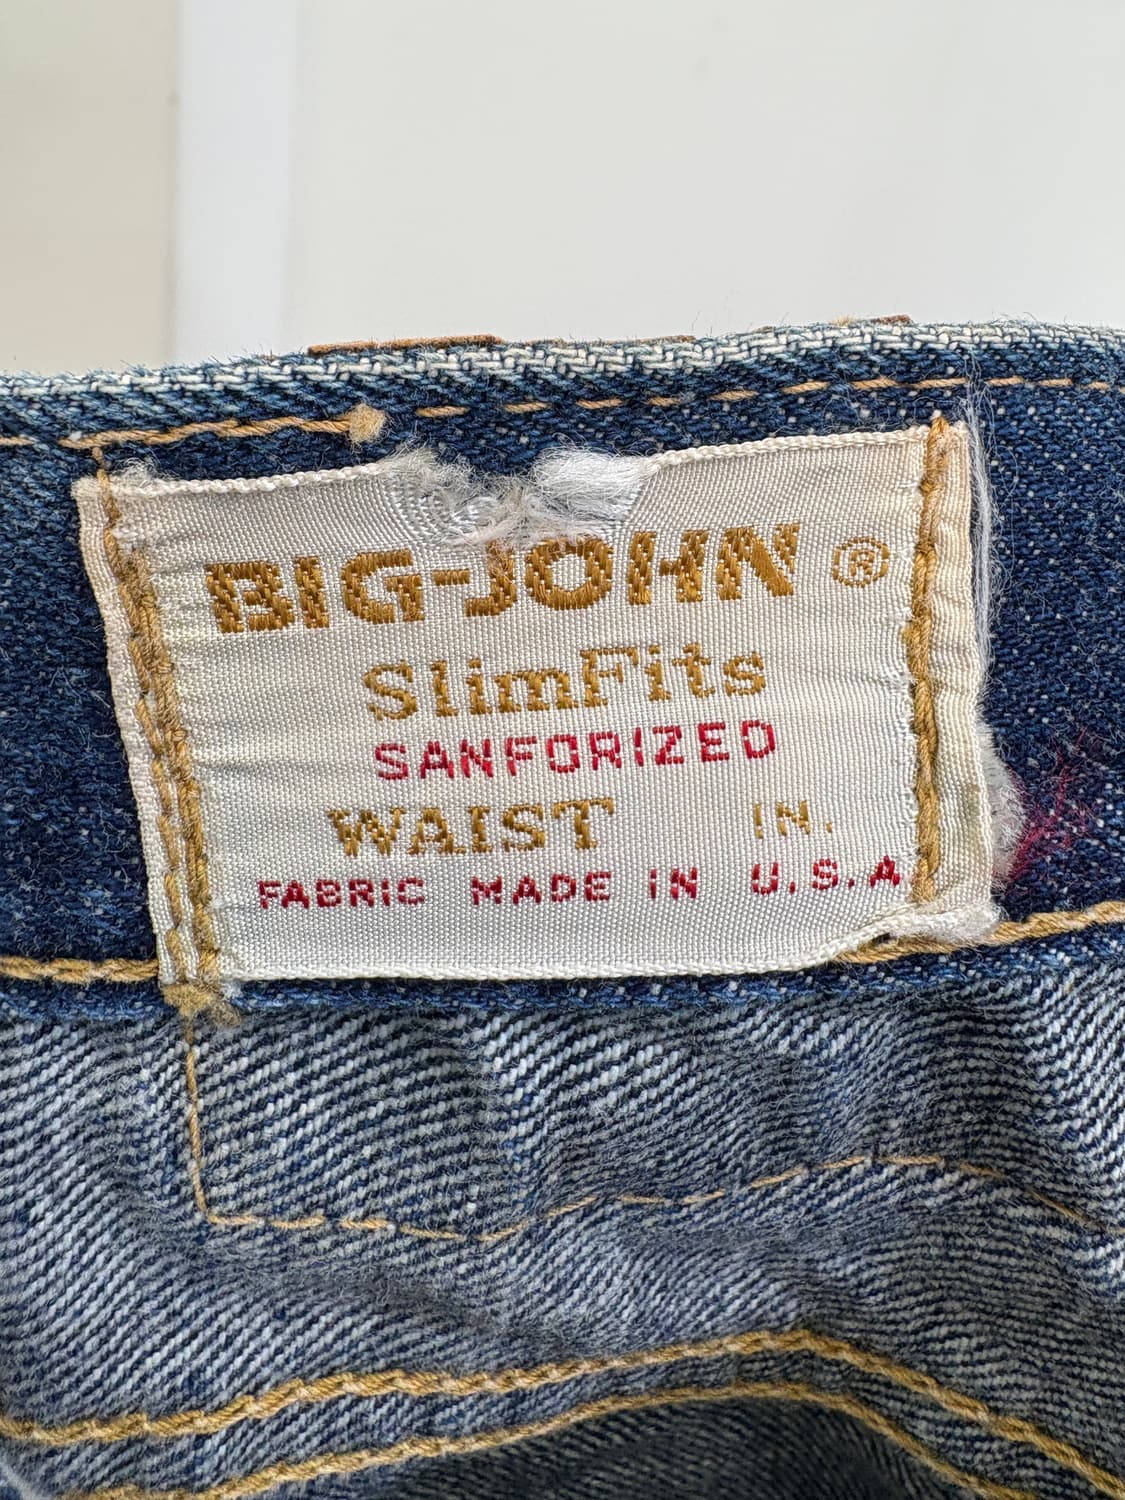 BIG-JOHN ®
SlimFits
SANFORIZED
WAIST IN.
FABRIC MADE IN U.S.A